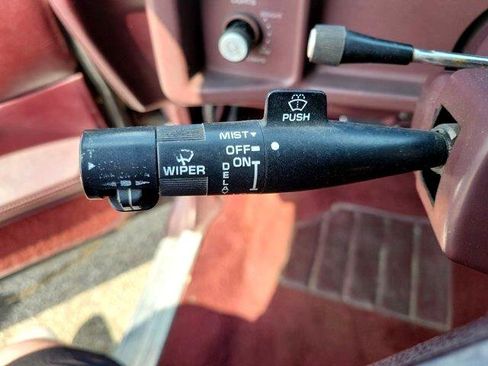 PUSH
MIST
OFF
ON
WIPER
DELAY